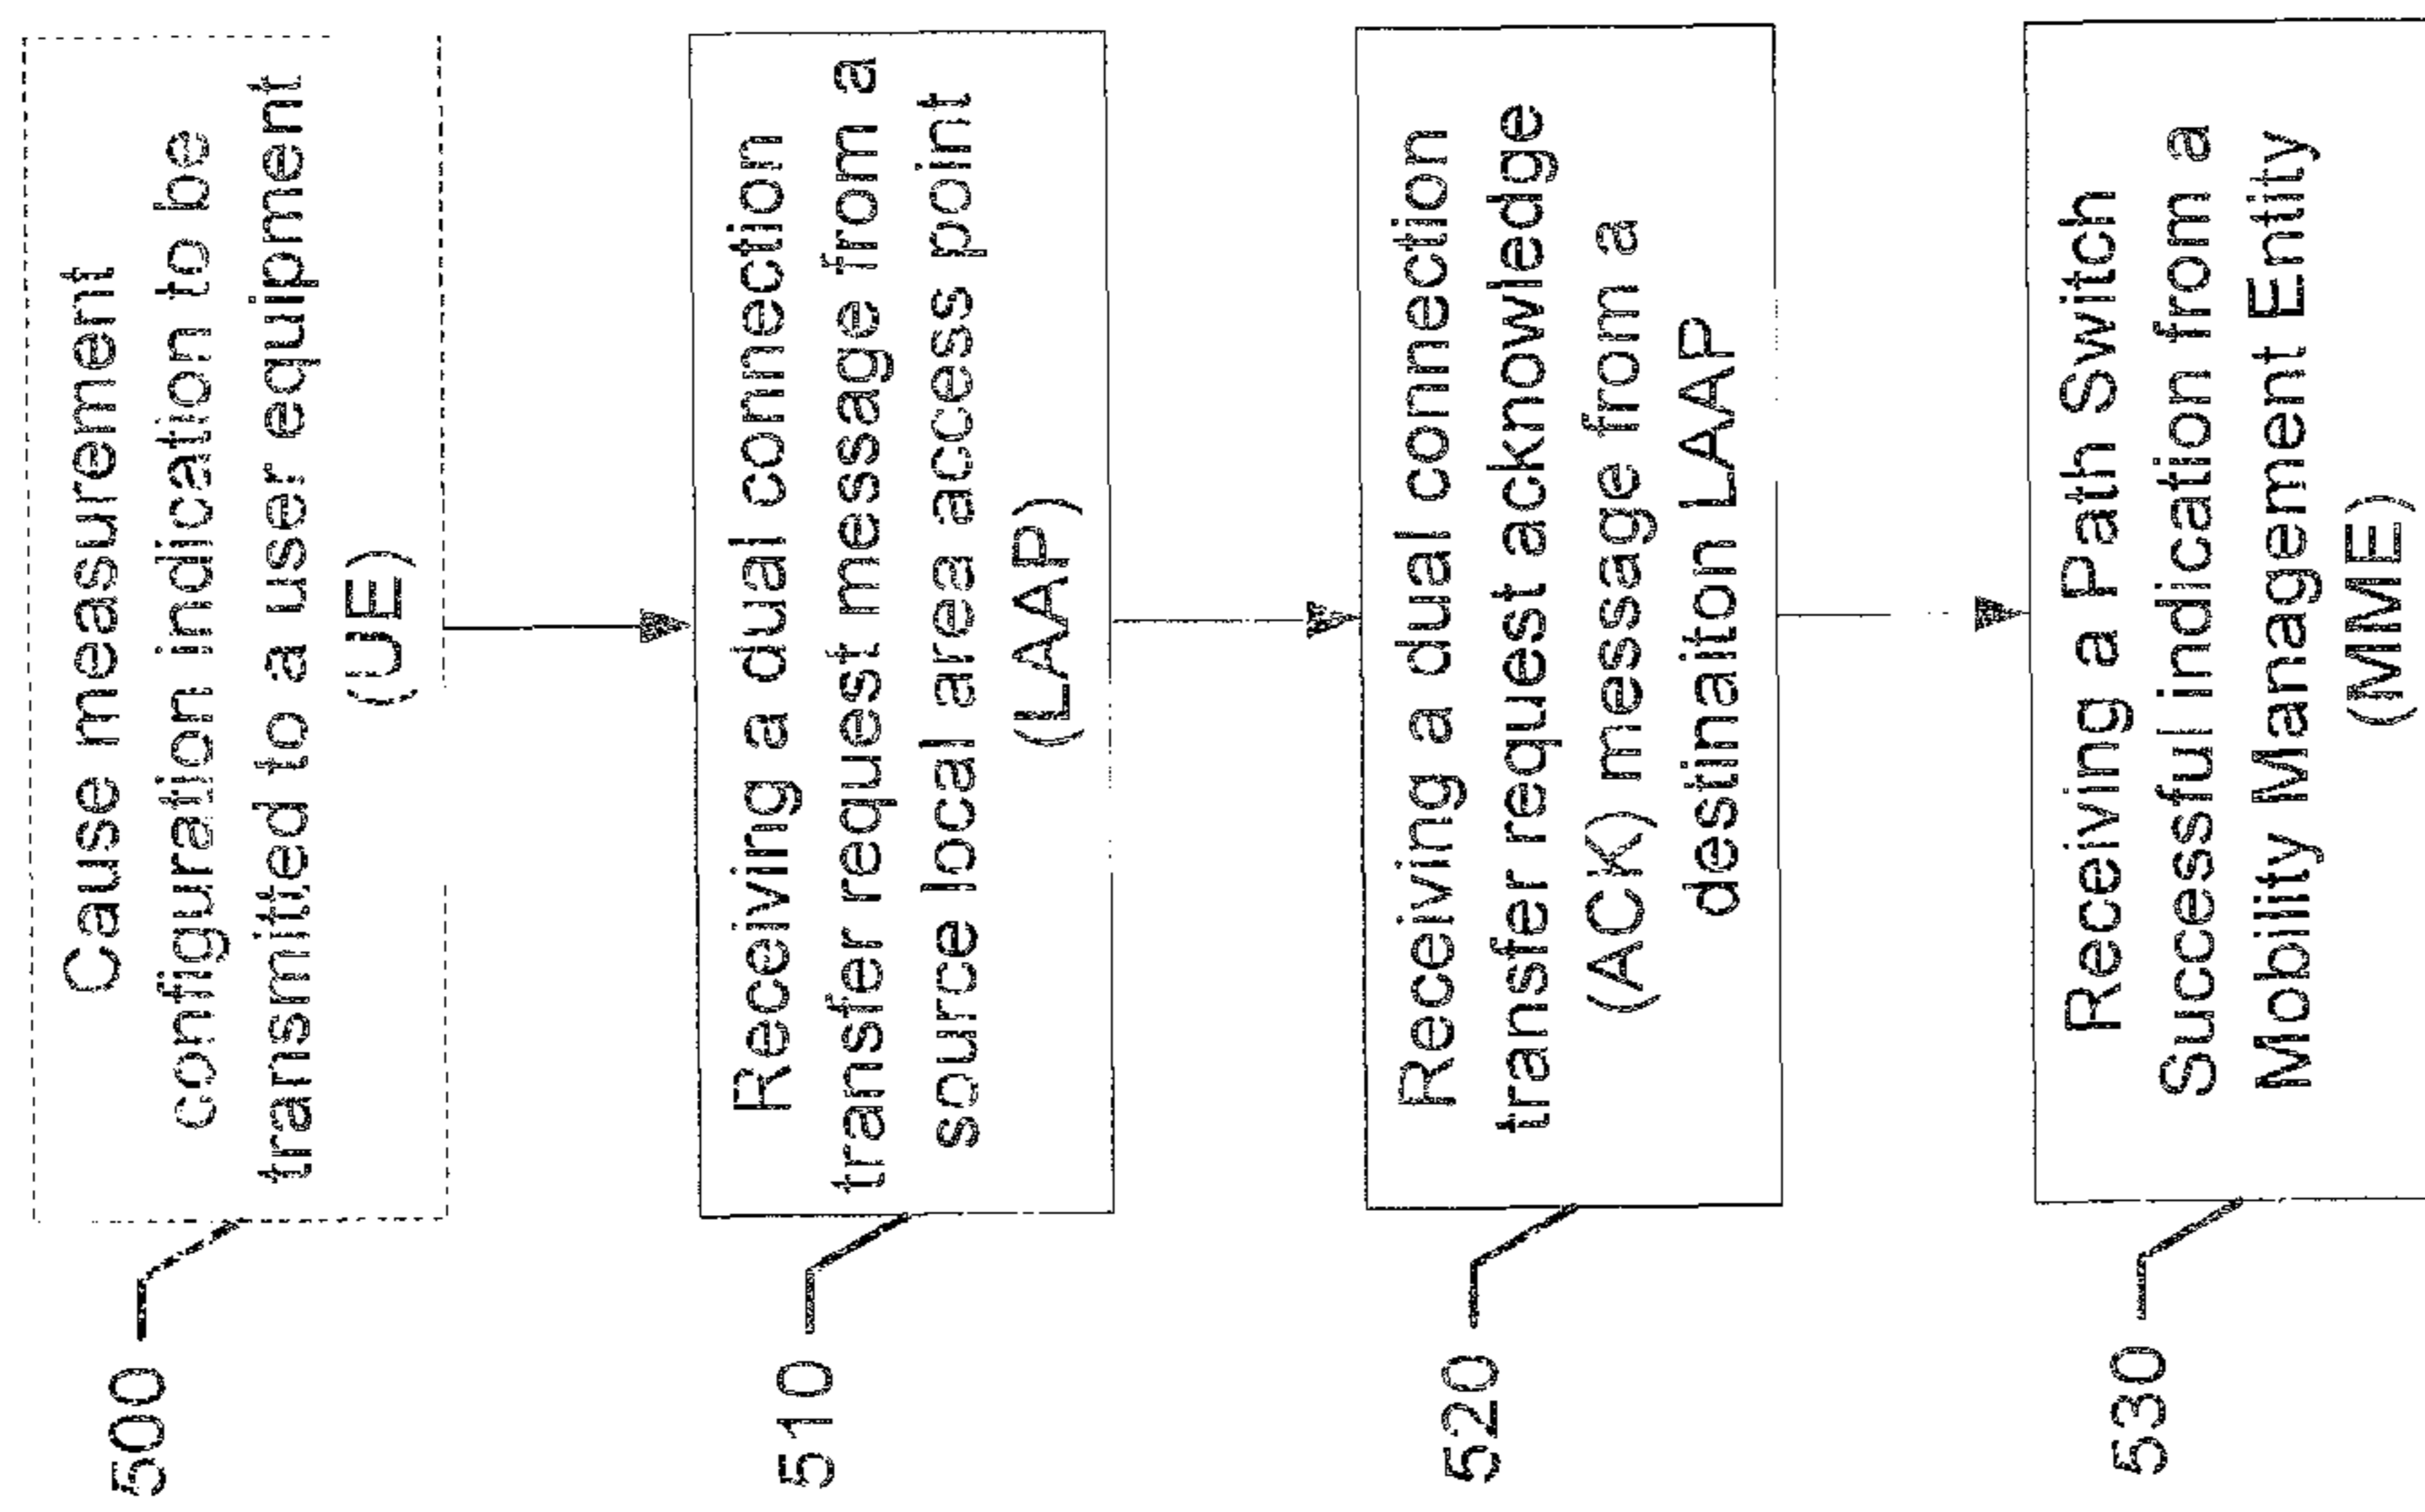 500
Cause measurement
configuration indication to be
transmitted to a user equipment
(UE)
510
Receiving a dual connection
transfer request message from a
source local area access point
(LAAP)
520
Receiving a dual connection
transfer request acknowledge
(ACK) message from a
destinaiton LAAP
530
Receiving a Path Switch
Successful indication from a
Mobility Management Entity
(MME)